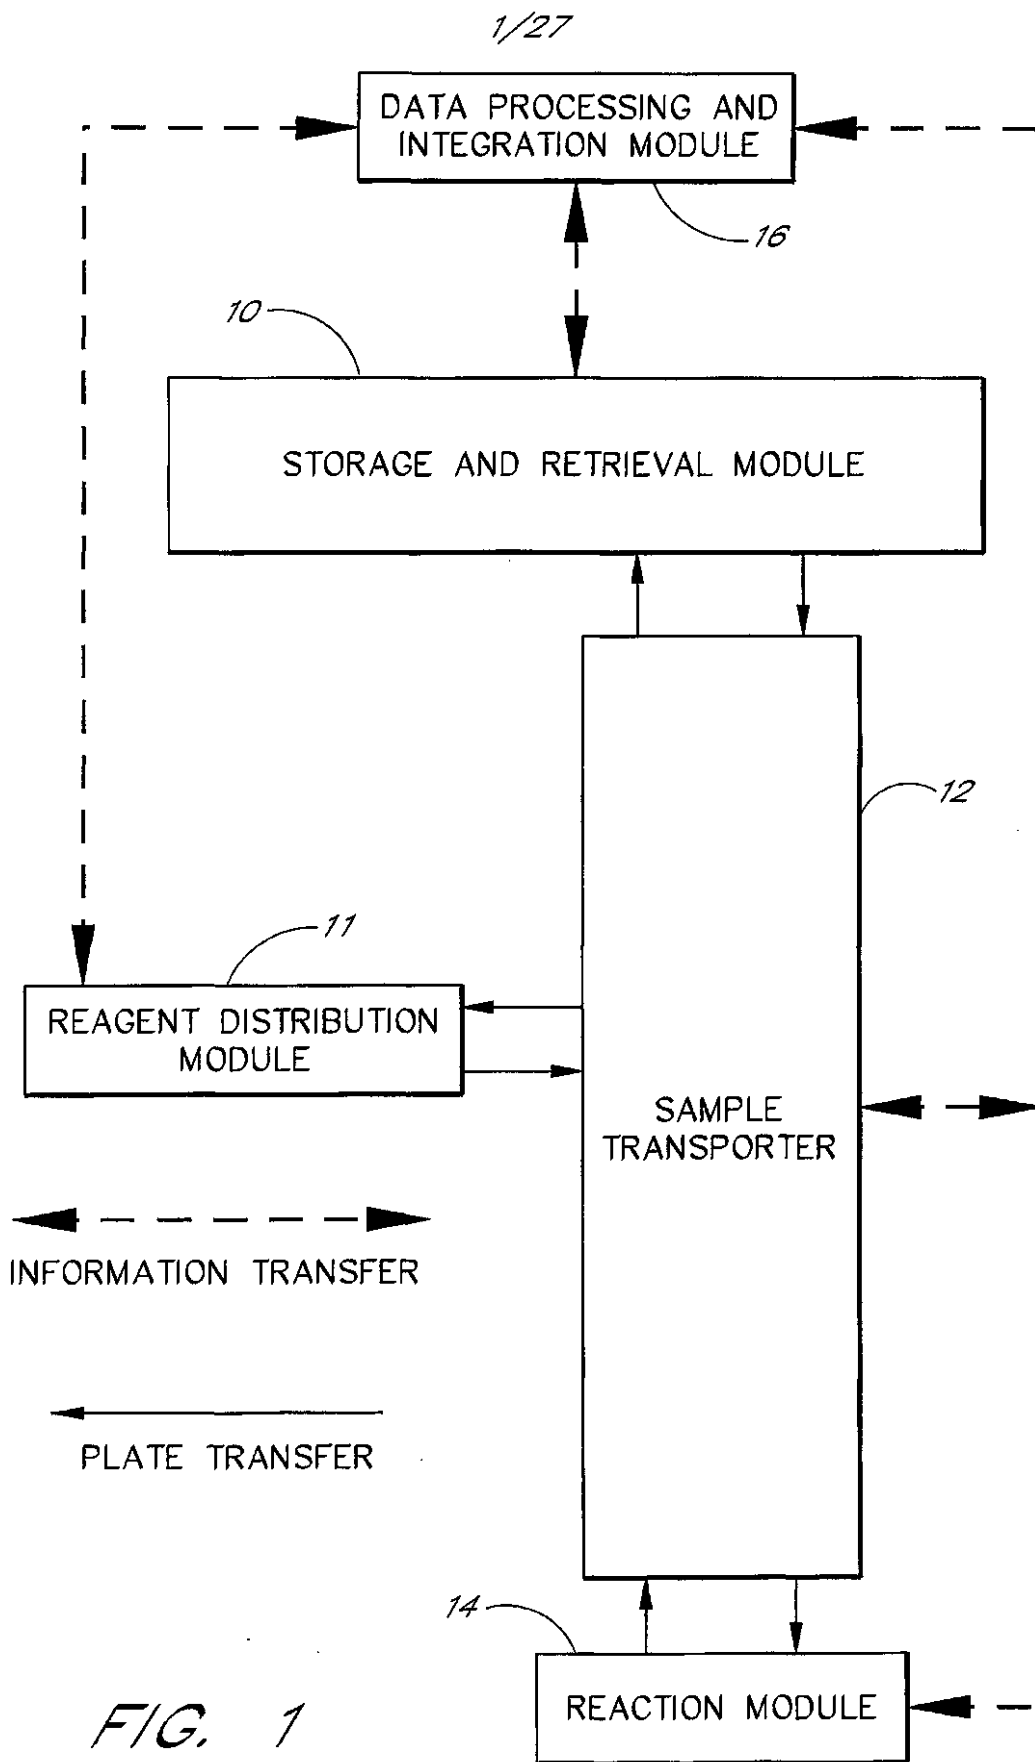 1/27
DATA PROCESSING AND
INTEGRATION MODULE
16
10
STORAGE AND RETRIEVAL MODULE
12
11
REAGENT DISTRIBUTION
MODULE
SAMPLE
TRANSPORTER
INFORMATION TRANSFER
PLATE TRANSFER
14
REACTION MODULE
FIG. 1